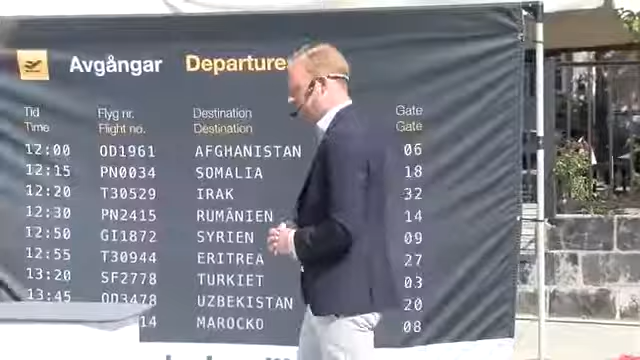 Avgångar Departure
Tid Flyg nr. Destination Gate
Time Flight no. Destination Gate
12:00 OD1961 AFGHANISTAN 06
12:15 PN0034 SOMALIA 18
12:20 T30529 IRAK 32
12:30 PN2415 RUMÄNIEN 14
12:50 GI1872 SYRIEN 09
12:55 T30944 ERITREA 27
13:20 SF2778 TURKIET 03
13:45 OD3478 UZBEKISTAN 20
14 MAROCKO 08